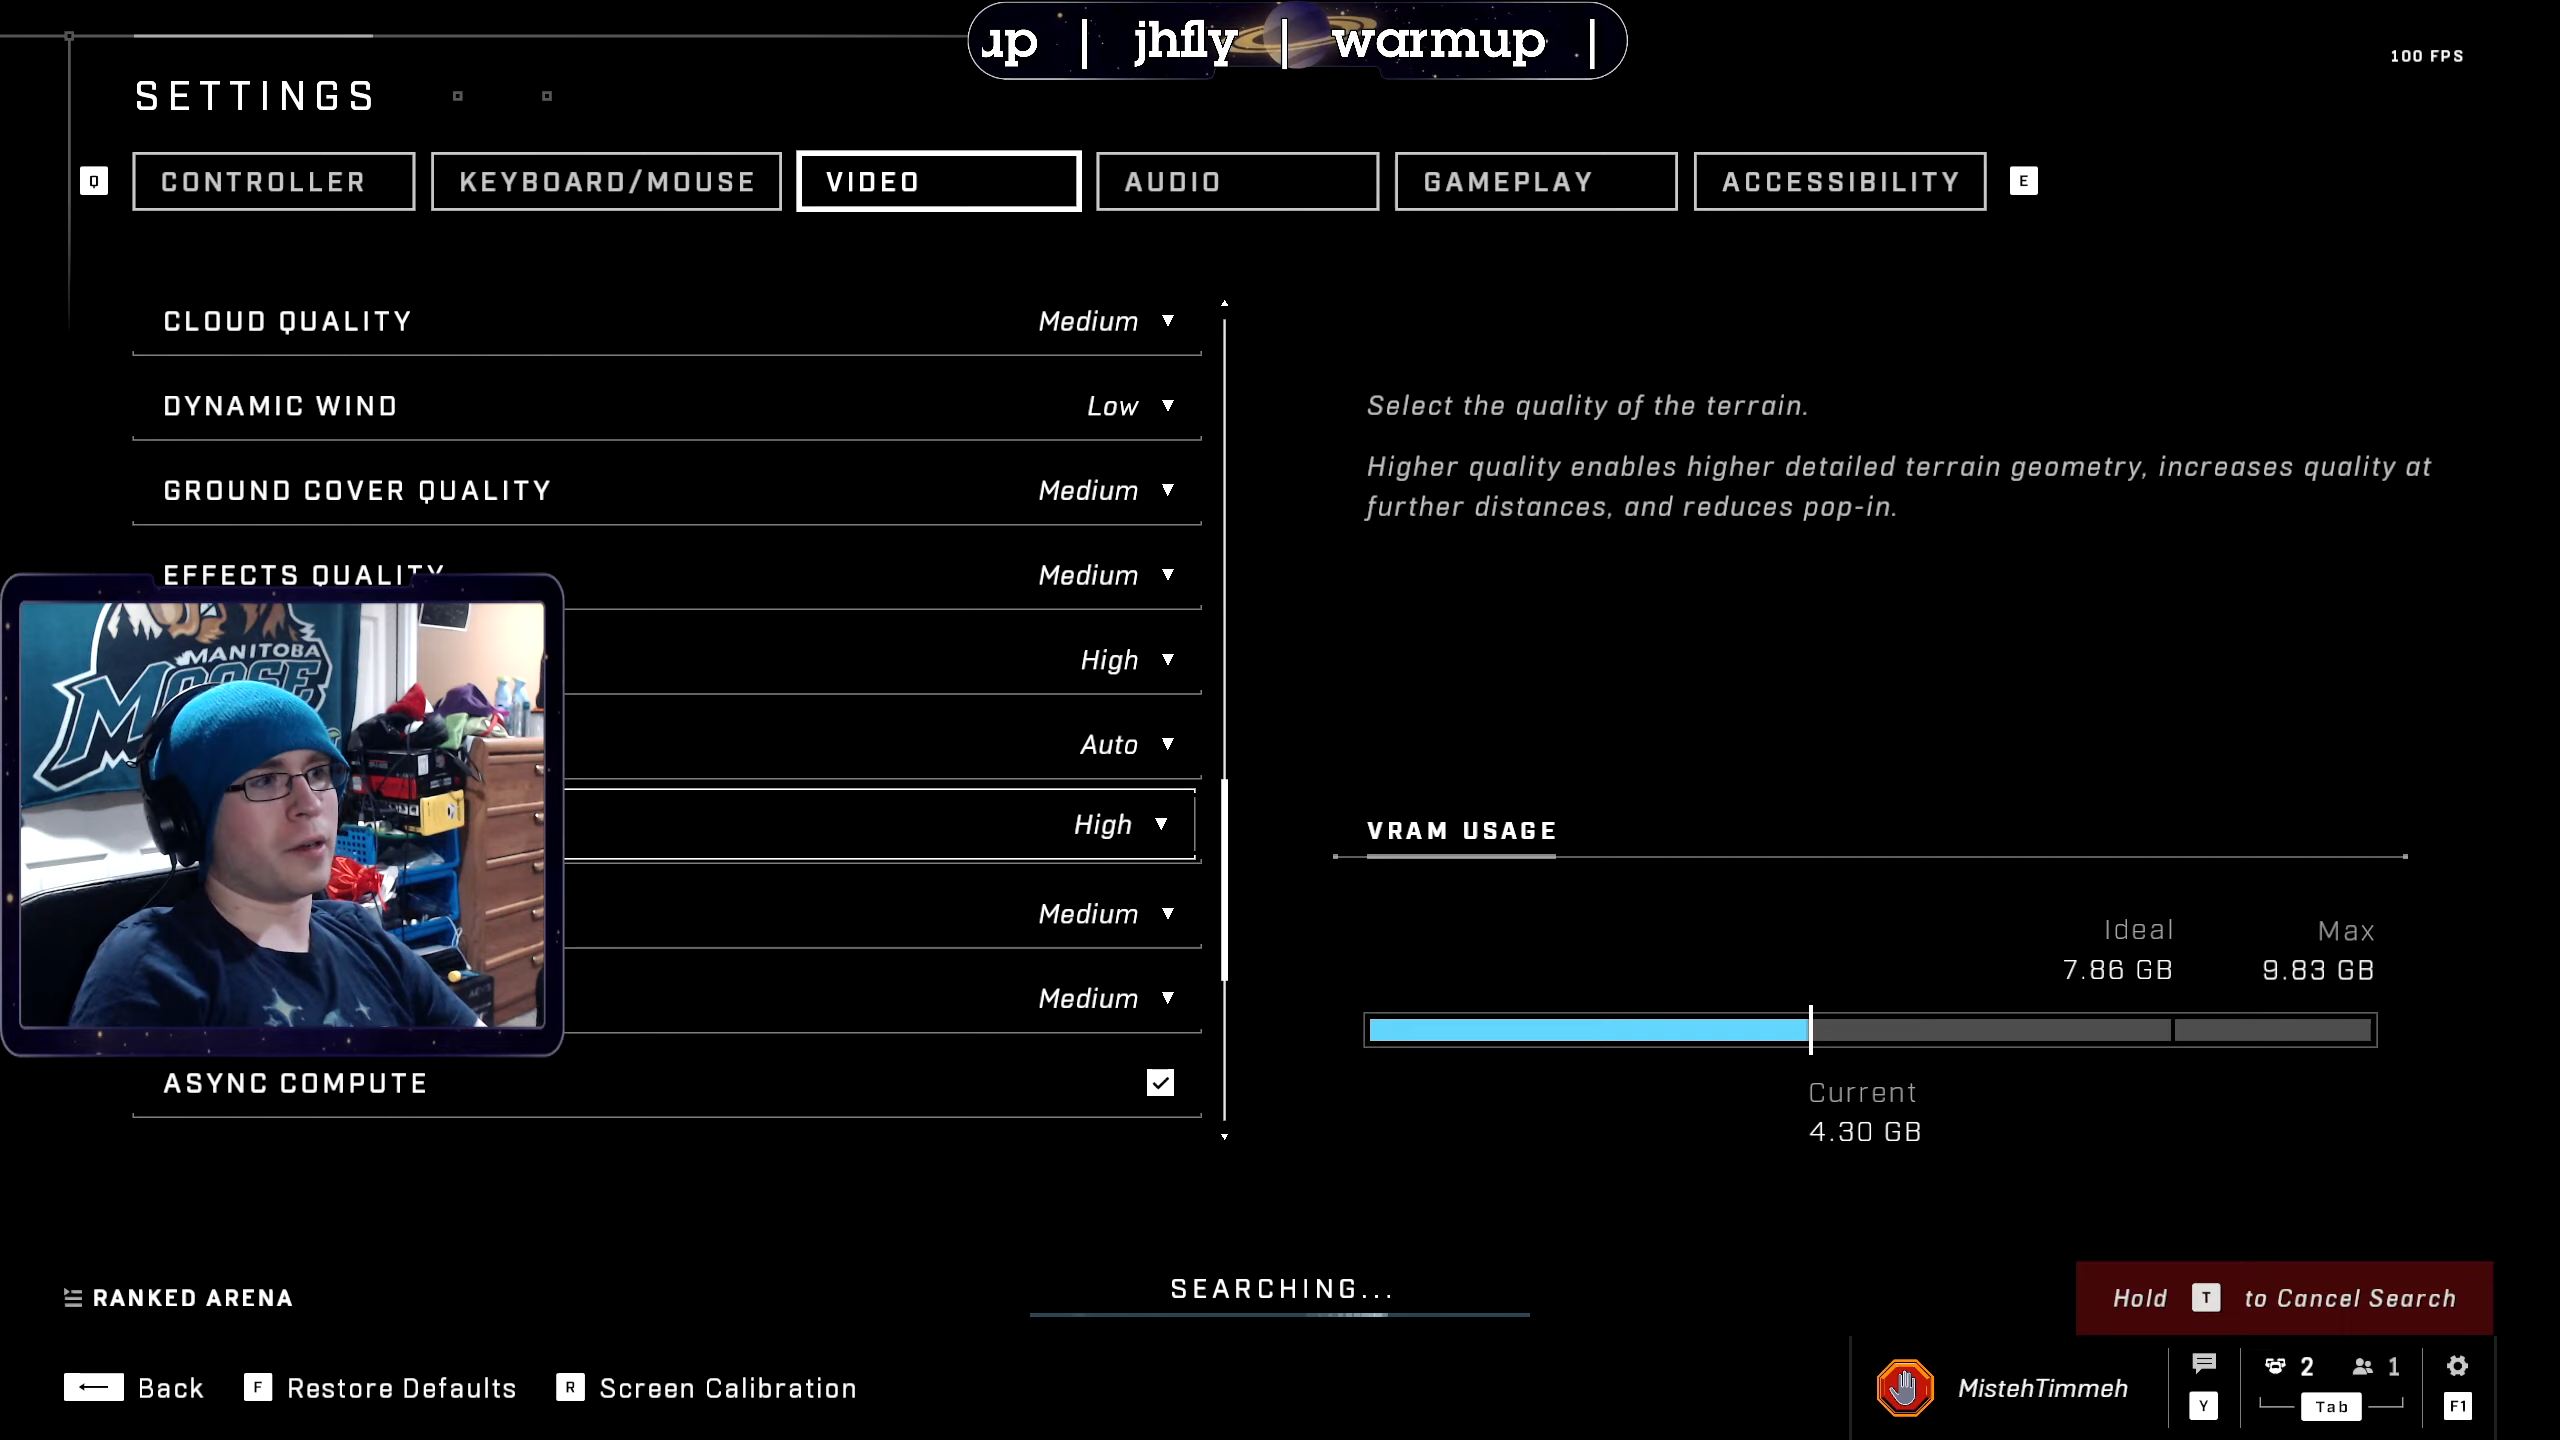 up | jhfly | warmup |
100 FPS
SETTINGS
Q CONTROLLER KEYBOARD/MOUSE VIDEO AUDIO GAMEPLAY ACCESSIBILITY E
CLOUD QUALITY Medium
DYNAMIC WIND Low
GROUND COVER QUALITY Medium
EFFECTS QUALITY Medium
High
Auto
High
Medium
Medium
ASYNC COMPUTE
MANITOBA
MOOSE
Select the quality of the terrain.
Higher quality enables higher detailed terrain geometry, increases quality at
further distances, and reduces pop-in.
VRAM USAGE
Ideal Max
7.86 GB 9.83 GB
Current
4.30 GB
RANKED ARENA
SEARCHING...
Hold T to Cancel Search
Back F Restore Defaults R Screen Calibration
MistehTimmeh
Y
2 1
Tab
F1